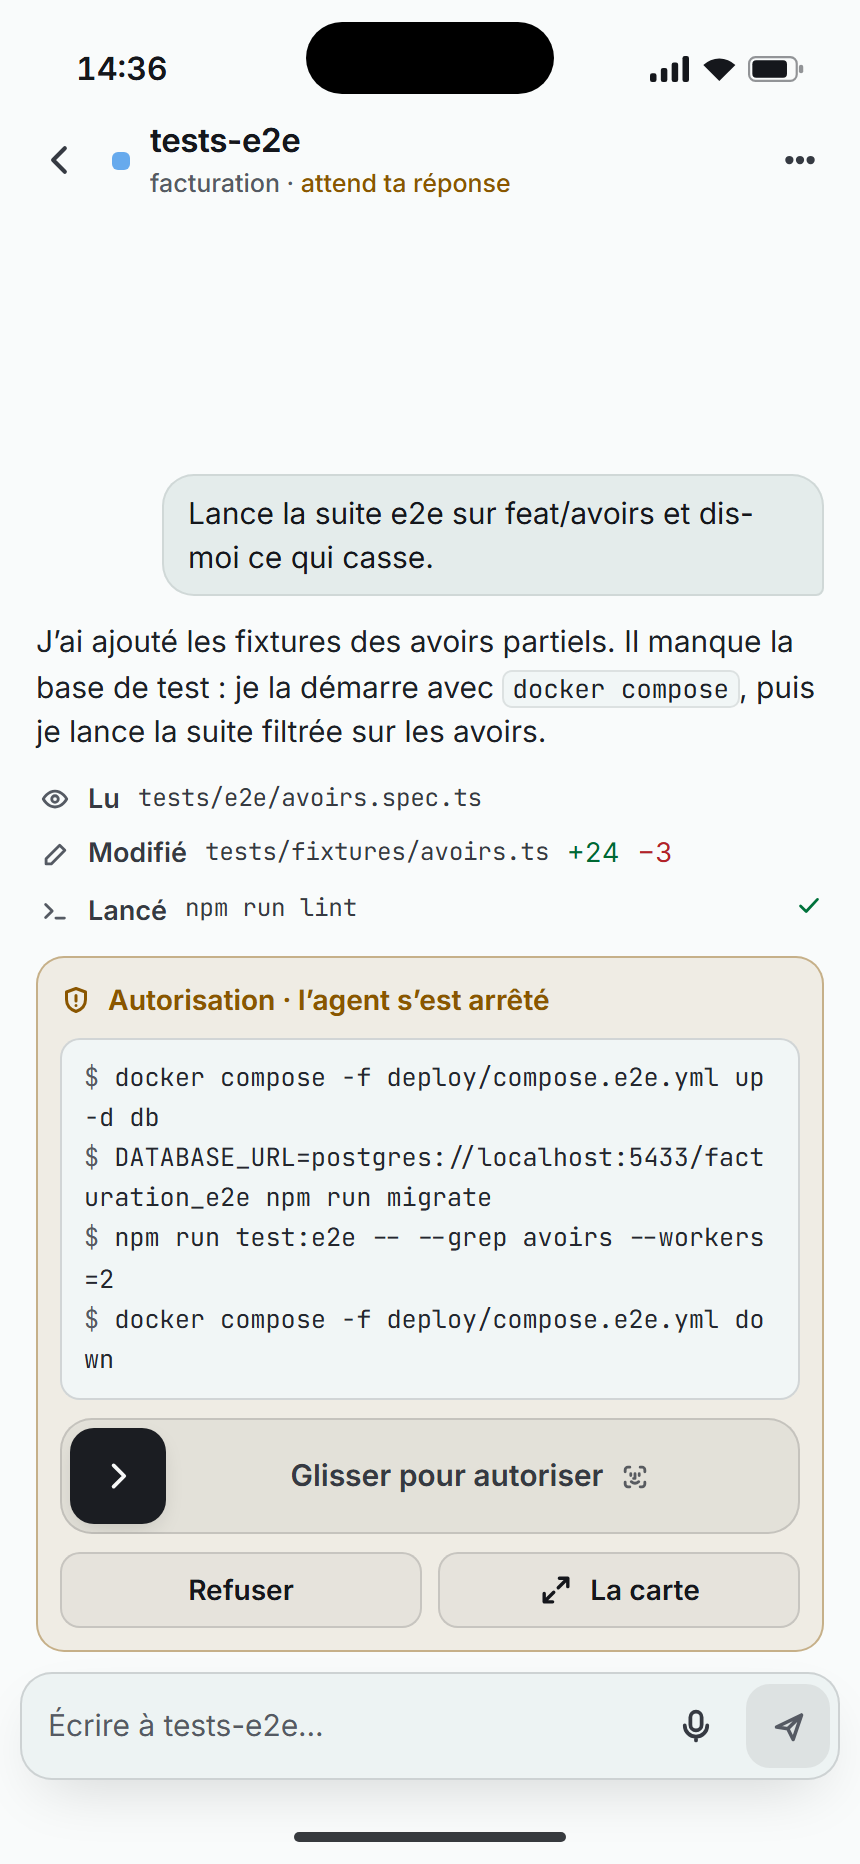 14:36
tests-e2e
facturation · attend ta réponse
Lance la suite e2e sur feat/avoirs et dis-
moi ce qui casse.
J’ai ajouté les fixtures des avoirs partiels. Il manque la
base de test : je la démarre avec docker compose, puis
je lance la suite filtrée sur les avoirs.
Lu tests/e2e/avoirs.spec.ts
Modifié tests/fixtures/avoirs.ts +24 −3
Lancé npm run lint
Autorisation · l’agent s’est arrêté
$ docker compose -f deploy/compose.e2e.yml up
-d db
$ DATABASE_URL=postgres://localhost:5433/fact
uration_e2e npm run migrate
$ npm run test:e2e -- --grep avoirs --workers
=2
$ docker compose -f deploy/compose.e2e.yml do
wn
Glisser pour autoriser
Refuser
La carte
Écrire à tests-e2e…